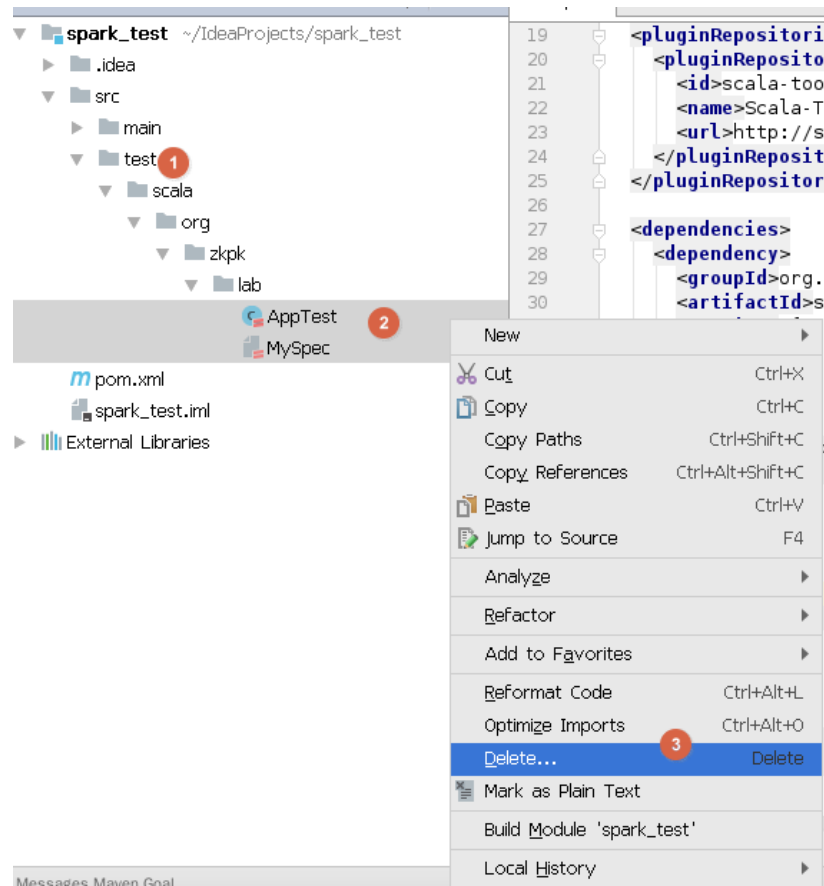 spark_test ~/IdeaProjects/spark_test
.idea
src
main
test 1
scala
org
zkpk
lab
AppTest 2
MySpec
pom.xml
spark_test.iml
External Libraries
19 <pluginRepositori
20 <pluginReposito
21 <id>scala-too
22 <name>Scala-T
23 <url>http://s
24 </pluginReposit
25 </pluginRepositor
26
27 <dependencies>
28 <dependency>
29 <groupId>org.
30 <artifactId>s
New
Cut Ctrl+X
Copy Ctrl+C
Copy Paths Ctrl+Shift+C
Copy References Ctrl+Alt+Shift+C
Paste Ctrl+V
Jump to Source F4
Analyze
Refactor
Add to Favorites
Reformat Code Ctrl+Alt+L
Optimize Imports Ctrl+Alt+O
3
Delete... Delete
Mark as Plain Text
Build Module 'spark_test'
Local History
Messages Maven Goal